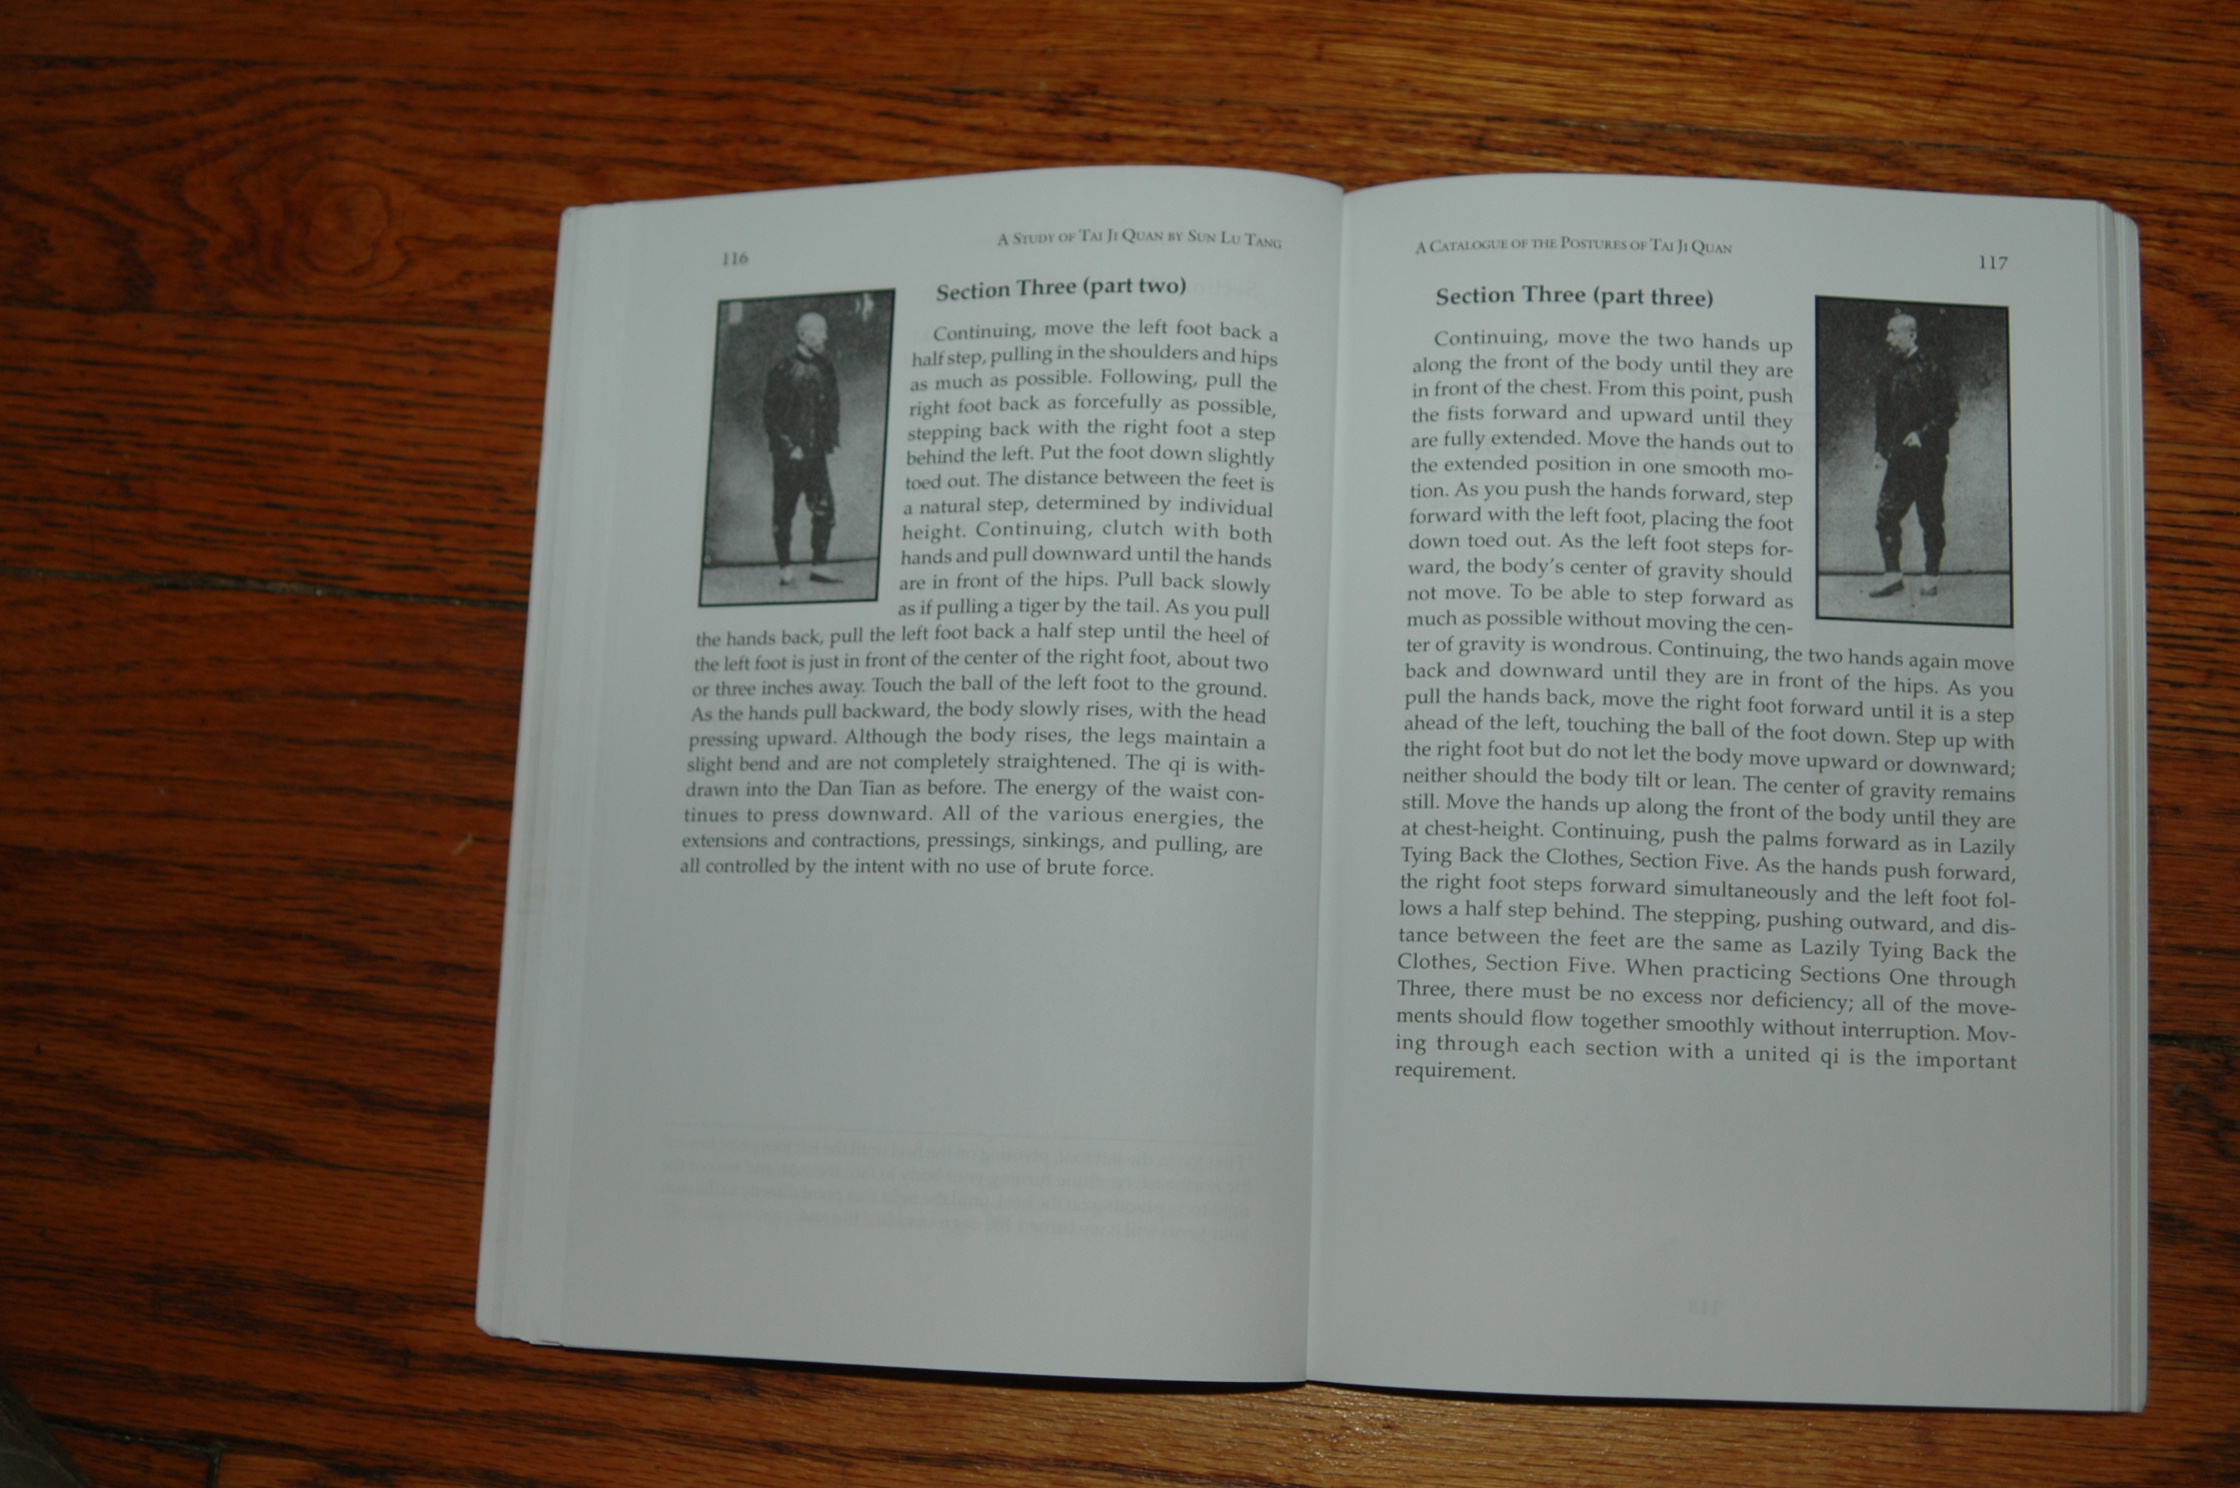 116
A STUDY OF TAI JI QUAN BY SUN LU TANG
Section Three (part two)
Continuing, move the left foot back a
half step, pulling in the shoulders and hips
as much as possible. Following, pull the
right foot back as forcefully as possible,
stepping back with the right foot a step
behind the left. Put the foot down slightly
toed out. The distance between the feet is
a natural step, determined by individual
height. Continuing, clutch with both
hands and pull downward until the hands
are in front of the hips. Pull back slowly
as if pulling a tiger by the tail. As you pull
the hands back, pull the left foot back a half step until the heel of
the left foot is just in front of the center of the right foot, about two
or three inches away. Touch the ball of the left foot to the ground.
As the hands pull backward, the body slowly rises, with the head
pressing upward. Although the body rises, the legs maintain a
slight bend and are not completely straightened. The qi is with-
drawn into the Dan Tian as before. The energy of the waist con-
tinues to press downward. All of the various energies, the
extensions and contractions, pressings, sinkings, and pulling, are
all controlled by the intent with no use of brute force.
A CATALOGUE OF THE POSTURES OF TAI JI QUAN
117
Section Three (part three)
Continuing, move the two hands up
along the front of the body until they are
in front of the chest. From this point, push
the fists forward and upward until they
are fully extended. Move the hands out to
the extended position in one smooth mo-
tion. As you push the hands forward, step
forward with the left foot, placing the foot
down toed out. As the left foot steps for-
ward, the body's center of gravity should
not move. To be able to step forward as
much as possible without moving the cen-
ter of gravity is wondrous. Continuing, the two hands again move
back and downward until they are in front of the hips. As you
pull the hands back, move the right foot forward until it is a step
ahead of the left, touching the ball of the foot down. Step up with
the right foot but do not let the body move upward or downward;
neither should the body tilt or lean. The center of gravity remains
still. Move the hands up along the front of the body until they are
at chest-height. Continuing, push the palms forward as in Lazily
Tying Back the Clothes, Section Five. As the hands push forward,
the right foot steps forward simultaneously and the left foot fol-
lows a half step behind. The stepping, pushing outward, and dis-
tance between the feet are the same as Lazily Tying Back the
Clothes, Section Five. When practicing Sections One through
Three, there must be no excess nor deficiency; all of the move-
ments should flow together smoothly without interruption. Mov-
ing through each section with a united qi is the important
requirement.